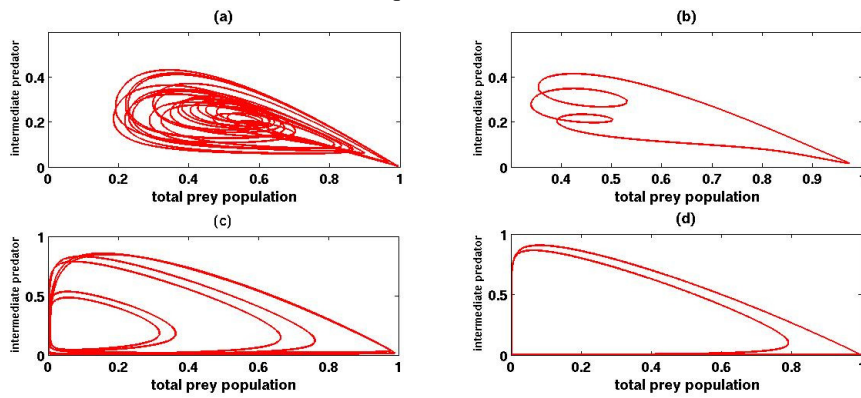 (a)
(b)
intermediate predator
0.4
0.2
0
0 0.2 0.4 0.6 0.8 1
total prey population
intermediate predator
0.4
0.2
0
0.4 0.5 0.6 0.7 0.8 0.9 1
total prey population
(c)
(d)
intermediate predator
1
0.5
0
0 0.2 0.4 0.6 0.8 1
total prey population
intermediate predator
1
0.5
0
0 0.2 0.4 0.6 0.8 1
total prey population